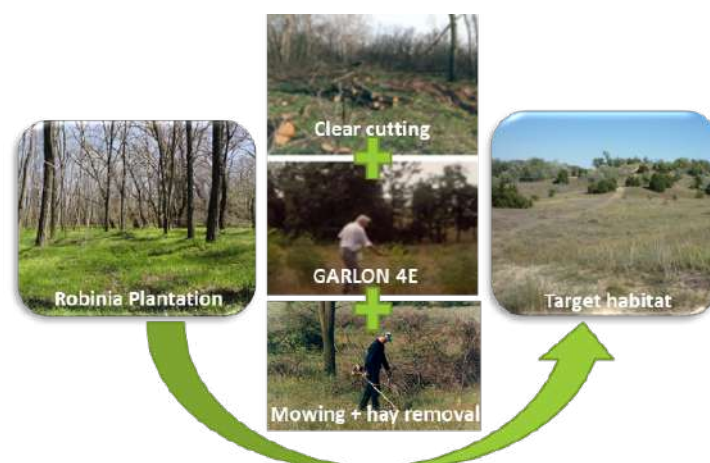 Clear cutting
Robinia Plantation
GARLON 4E
Target habitat
Mowing + hay removal